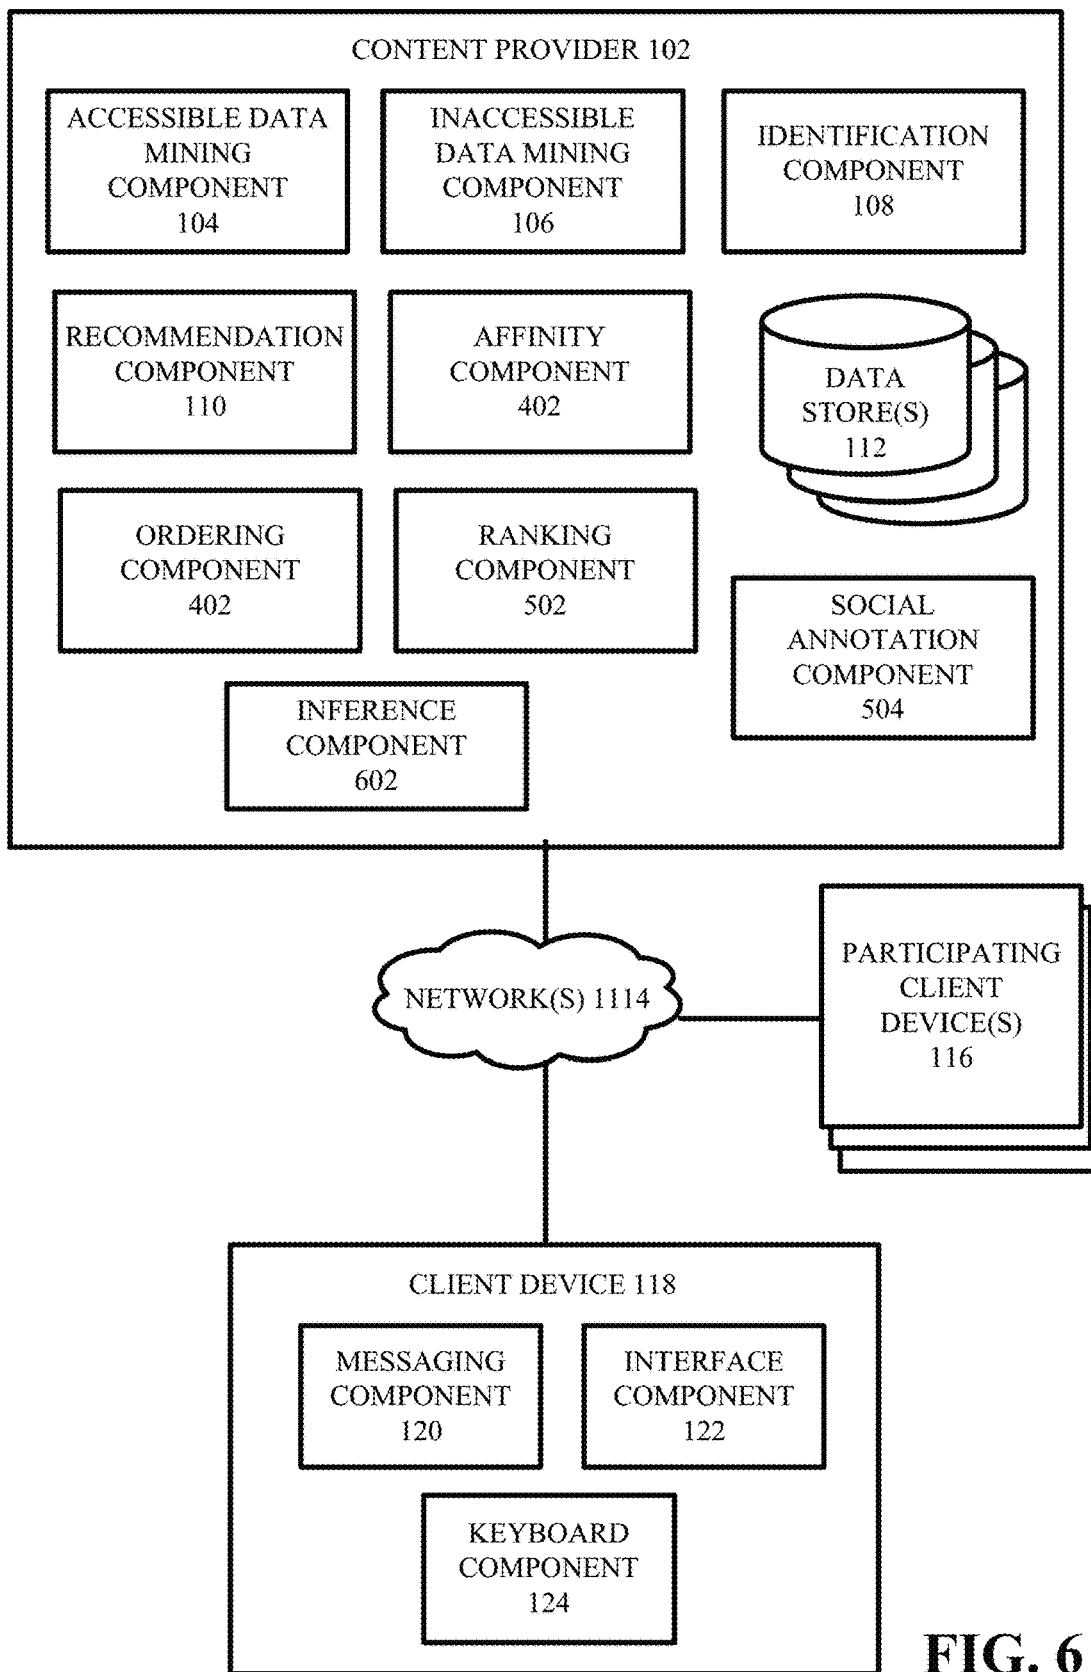 CONTENT PROVIDER 102
ACCESSIBLE DATA
MINING
COMPONENT
104
INACCESSIBLE
DATA MINING
COMPONENT
106
IDENTIFICATION
COMPONENT
108
RECOMMENDATION
COMPONENT
110
AFFINITY
COMPONENT
402
DATA
STORE(S)
112
ORDERING
COMPONENT
402
RANKING
COMPONENT
502
SOCIAL
ANNOTATION
COMPONENT
504
INFERENCE
COMPONENT
602
NETWORK(S) 1114
PARTICIPATING
CLIENT
DEVICE(S)
116
CLIENT DEVICE 118
MESSAGING
COMPONENT
120
INTERFACE
COMPONENT
122
KEYBOARD
COMPONENT
124
FIG. 6